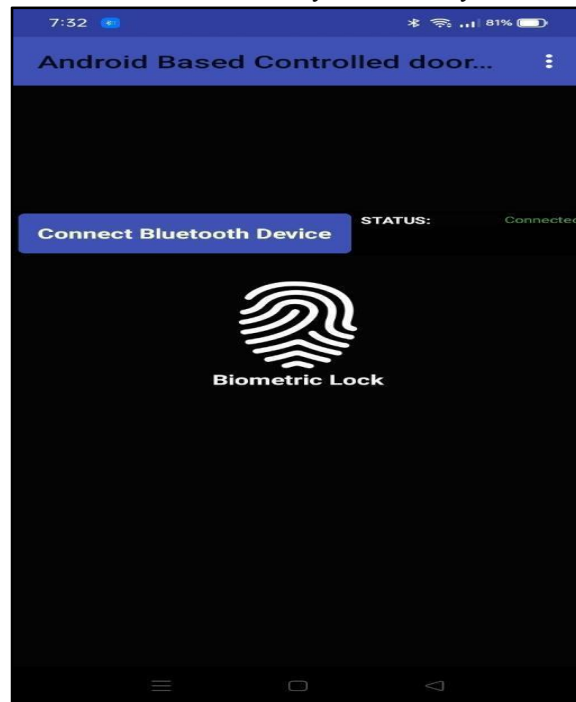 7:32
81%
Android Based Controlled door...
STATUS:
Connected
Connect Bluetooth Device
Biometric Lock